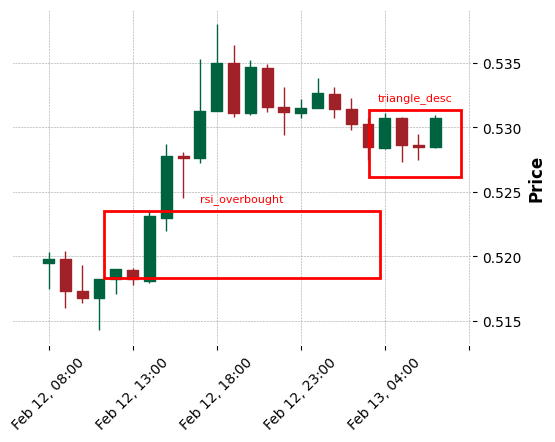 0.535
triangle_desc
0.530
0.525
rsi_overbought
0.520
0.515
Price
Feb 12, 08:00
Feb 12, 13:00
Feb 12, 18:00
Feb 12, 23:00
Feb 13, 04:00